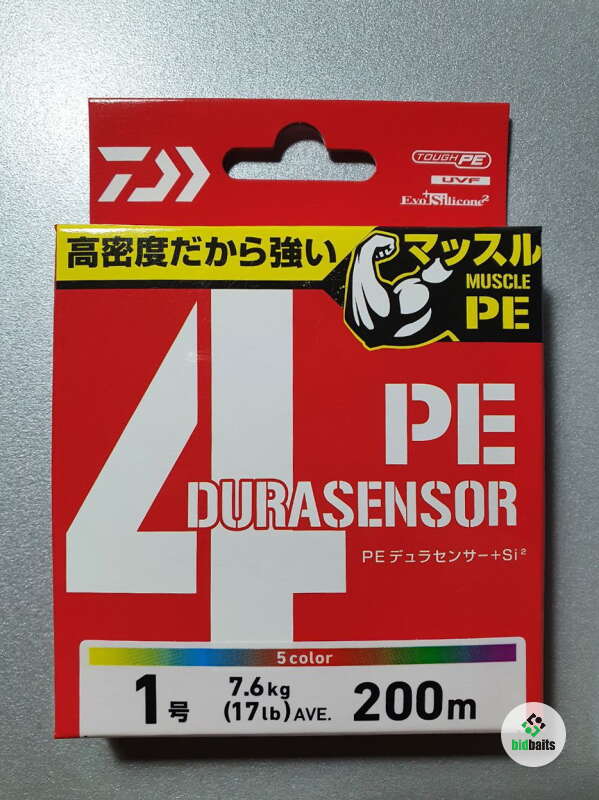 TOUGH PE
UVF
Evo+Silicone²
高密度だから強い
マッスル
MUSCLE
PE
4
PE
DURASENSOR
PEデュラセンサー+Si²
5color
1号 7.6kg (17lb)AVE. 200m
bidbaits